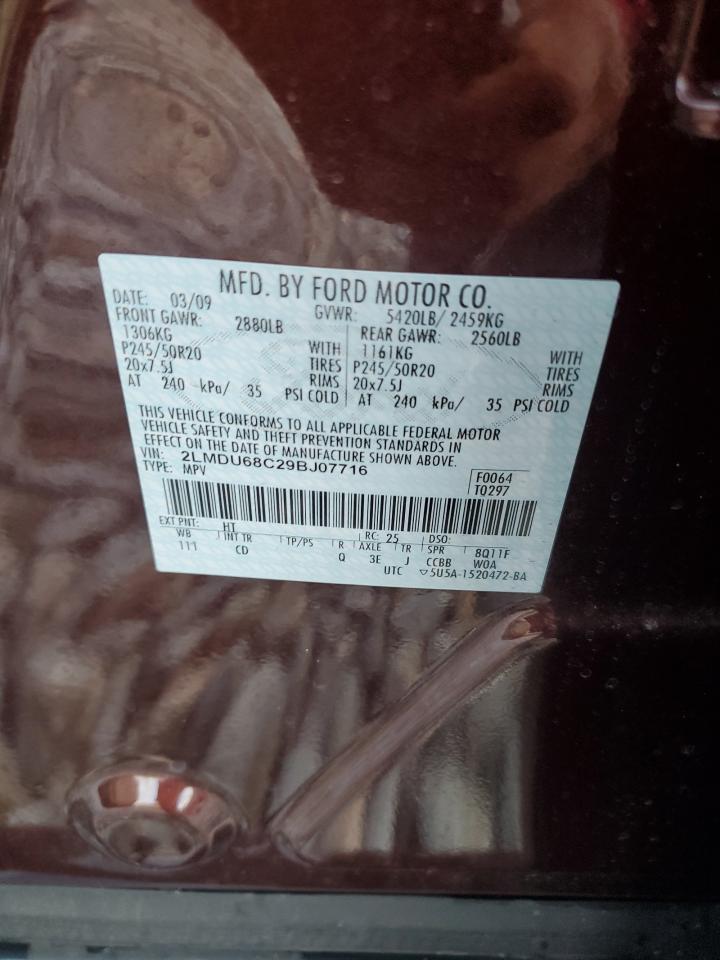 MFD. BY FORD MOTOR CO.
DATE: 03/09 GVWR: 5420LB/ 2459KG
FRONT GAWR: 2880LB REAR GAWR: 2560LB
1306KG WITH 1161KG WITH
P245/50R20 TIRES P245/50R20 TIRES
20x7.5J RIMS 20x7.5J RIMS
AT 240 kPa/ 35 PSI COLD AT 240 kPa/ 35 PSI COLD
THIS VEHICLE CONFORMS TO ALL APPLICABLE FEDERAL MOTOR
VEHICLE SAFETY AND THEFT PREVENTION STANDARDS IN
EFFECT ON THE DATE OF MANUFACTURE SHOWN ABOVE.
VIN: 2LMDU68C29BJ07716
TYPE: MPV
F0064
T0297
EXT PNT: HT RC: 25 DSO:
WB INT TR TP/PS R AXLE TR SPR 8Q11F
111 CD Q 3E J CCBB W0A
UTC ▽5U5A-1520472-BA